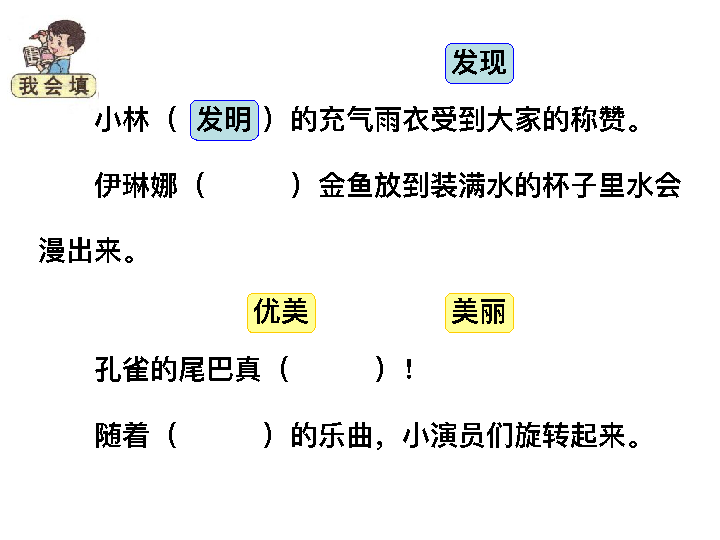 我会填
发现
小林（ 发明 ）的充气雨衣受到大家的称赞。
伊琳娜（　　　）金鱼放到装满水的杯子里水会
漫出来。
优美　美丽
孔雀的尾巴真（　　　）！
随着（　　　）的乐曲，小演员们旋转起来。